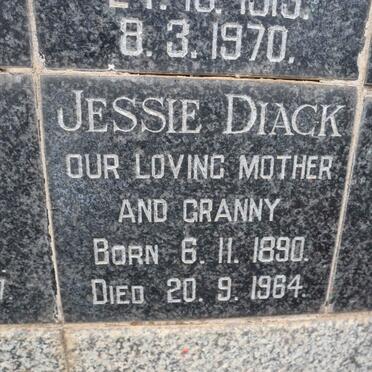 8.3.1970.
JESSIE DIACK
OUR LOVING MOTHER
AND GRANNY
BORN 6. 11. 1890.
DIED 20. 9. 1964.